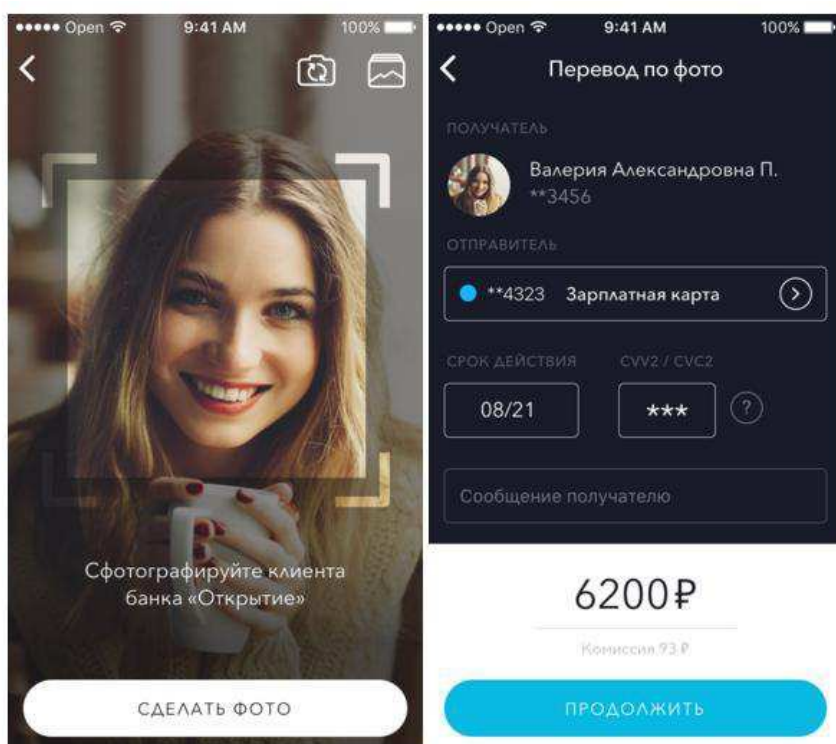 Open 9:41 AM 100%
Сфотографируйте клиента
банка «Открытие»
СДЕЛАТЬ ФОТО
Open 9:41 AM 100%
Перевод по фото
ПОЛУЧАТЕЛЬ
Валерия Александровна П.
**3456
ОТПРАВИТЕЛЬ
**4323 Зарплатная карта
СРОК ДЕЙСТВИЯ CVV2 / CVC2
08/21 *** ?
Сообщение получателю
6200₽
Комиссия 93 ₽
ПРОДОЛЖИТЬ